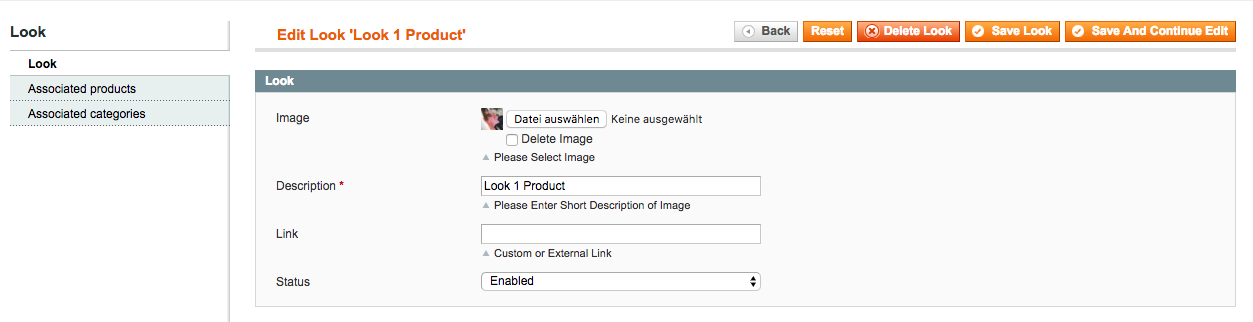 Look
Look
Associated products
Associated categories
Edit Look 'Look 1 Product'
Back
Reset
Delete Look
Save Look
Save And Continue Edit
Look
Image
Datei auswählen Keine ausgewählt
Delete Image
Please Select Image
Description *
Look 1 Product
Please Enter Short Description of Image
Link
Custom or External Link
Status
Enabled